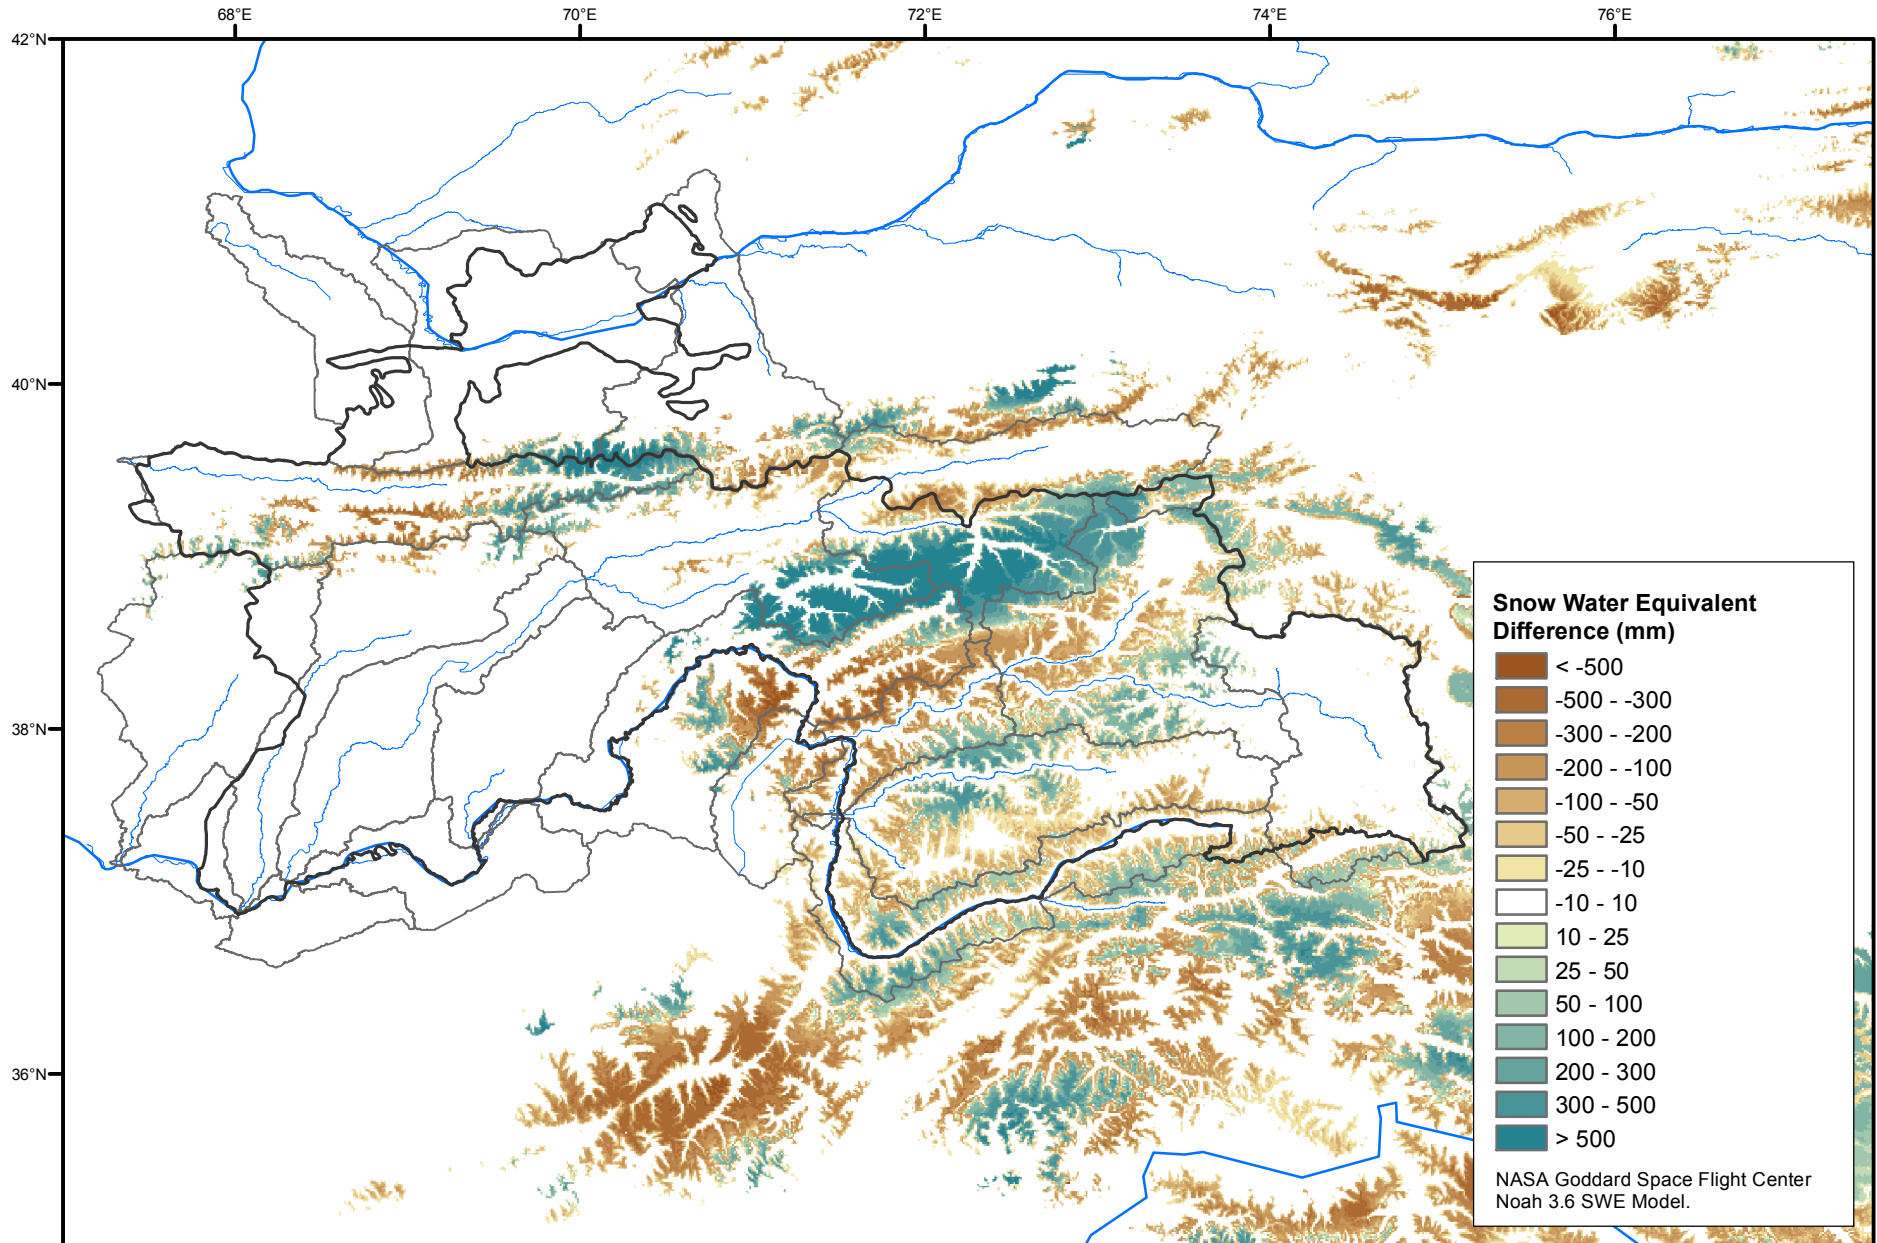 68°E 70°E 72°E 74°E 76°E
42°N
40°N
38°N
36°N
Snow Water Equivalent
Difference (mm)
< -500
-500 - -300
-300 - -200
-200 - -100
-100 - -50
-50 - -25
-25 - -10
-10 - 10
10 - 25
25 - 50
50 - 100
100 - 200
200 - 300
300 - 500
> 500
NASA Goddard Space Flight Center
Noah 3.6 SWE Model.